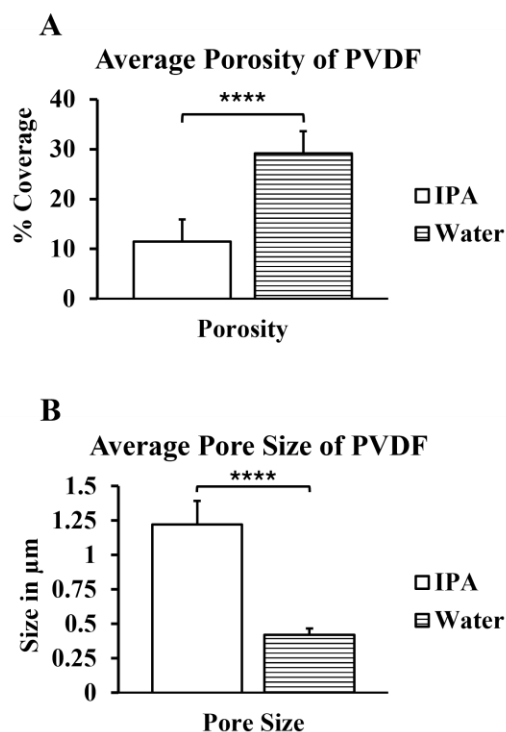 A
Average Porosity of PVDF
% Coverage
40
30
20
10
0
****
IPA
Water
Porosity
B
Average Pore Size of PVDF
Size in µm
1.5
1.25
1
0.75
0.5
0.25
0
****
IPA
Water
Pore Size